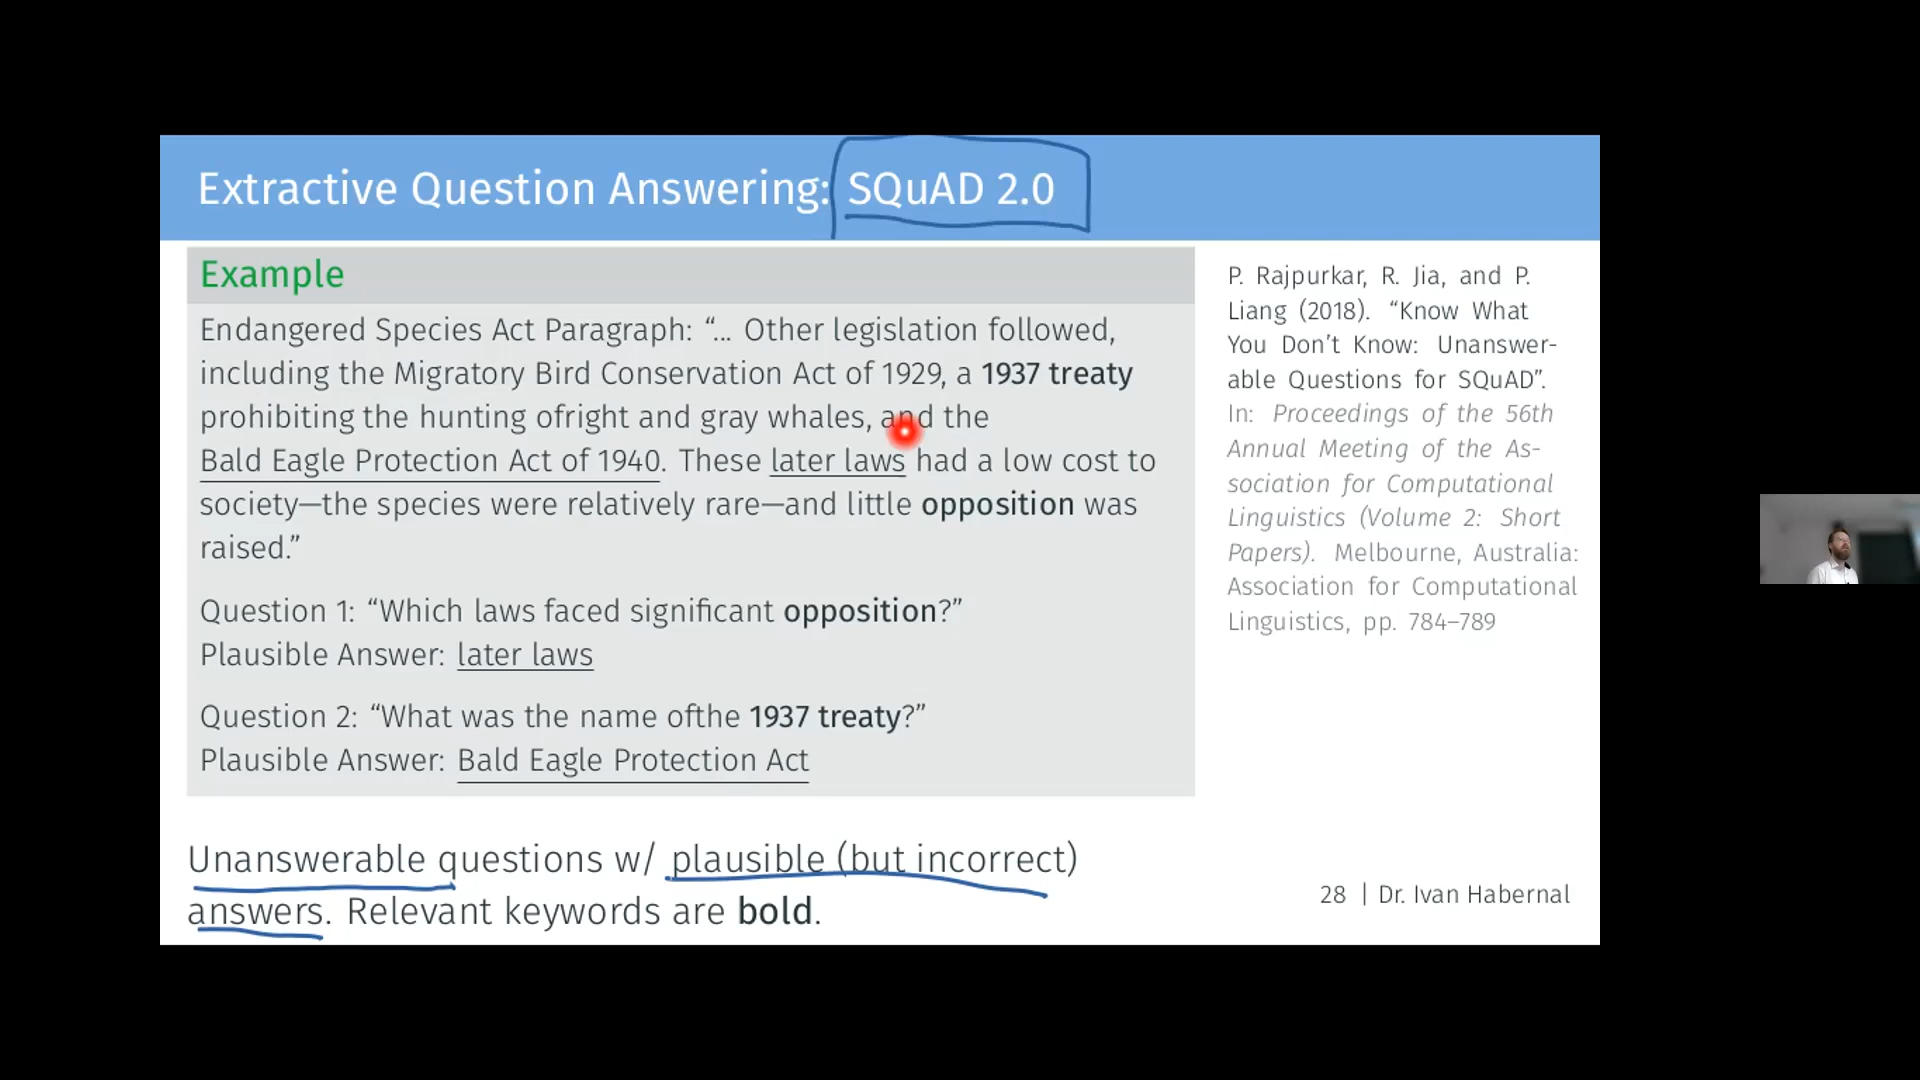 Extractive Question Answering: SQuAD 2.0
Example
Endangered Species Act Paragraph: “... Other legislation followed,
including the Migratory Bird Conservation Act of 1929, a 1937 treaty
prohibiting the hunting ofright and gray whales, and the
Bald Eagle Protection Act of 1940. These later laws had a low cost to
society—the species were relatively rare—and little opposition was
raised.”
Question 1: “Which laws faced significant opposition?”
Plausible Answer: later laws
Question 2: “What was the name ofthe 1937 treaty?”
Plausible Answer: Bald Eagle Protection Act
Unanswerable questions w/ plausible (but incorrect)
answers. Relevant keywords are bold.
P. Rajpurkar, R. Jia, and P.
Liang (2018). “Know What
You Don’t Know: Unanswer-
able Questions for SQuAD”.
In: Proceedings of the 56th
Annual Meeting of the As-
sociation for Computational
Linguistics (Volume 2: Short
Papers). Melbourne, Australia:
Association for Computational
Linguistics, pp. 784–789
28 | Dr. Ivan Habernal